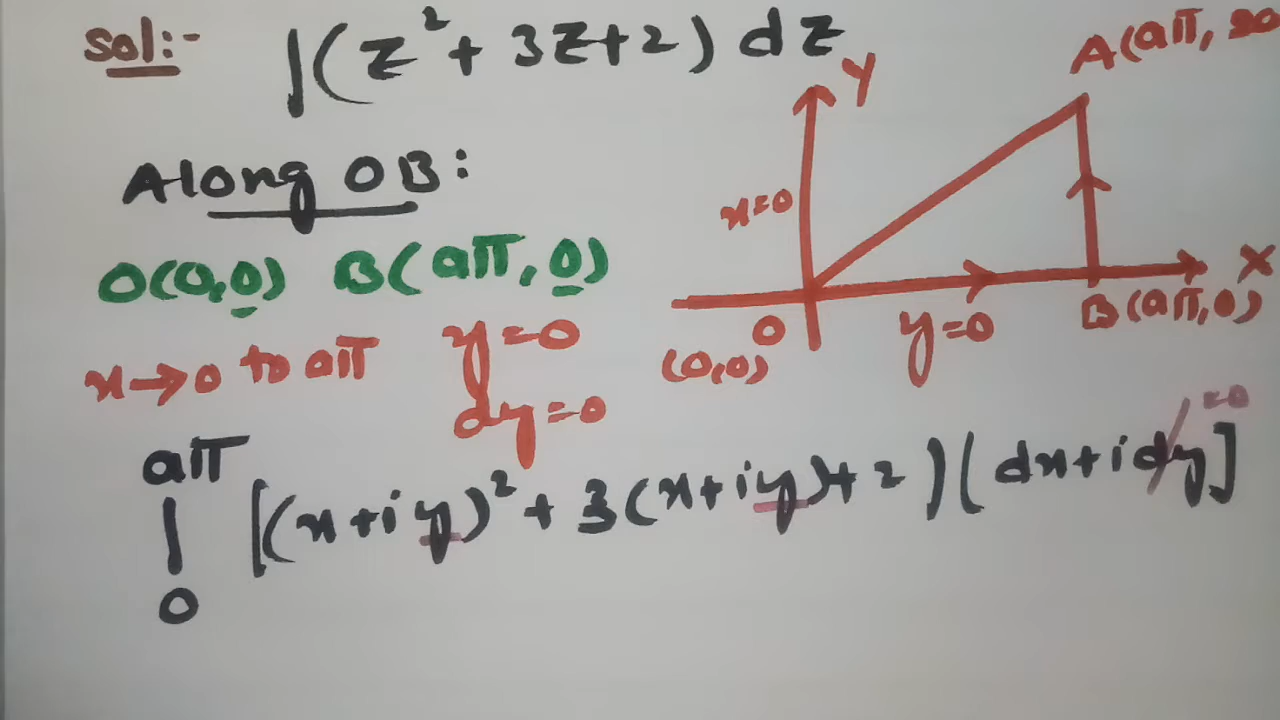 Sol:-
∫(z² + 3z+2) dz
Along OB:
O(0,0) B(aπ, 0)
x→0 to aπ y=0
dy=0
aπ
∫ [(x+iy)² + 3(x+iy)+2)(dx+idy] =0
0
A(aπ,
Y
x=0
X
B(aπ,0)
O
(0,0)
y=0